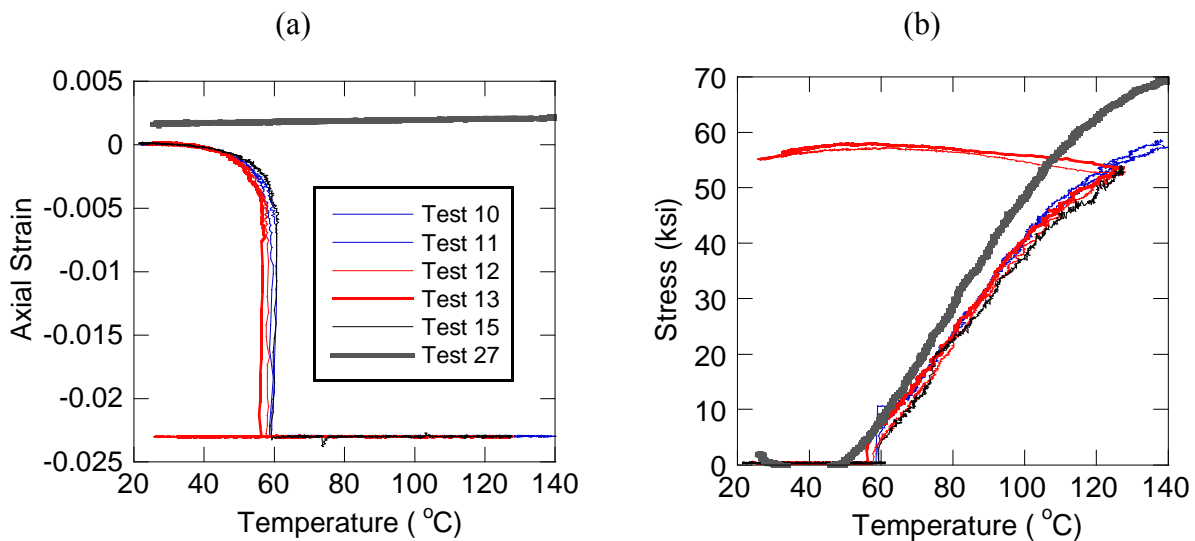 (a)
0.005
0
-0.005
-0.01
-0.015
-0.02
-0.025
Axial Strain
20 40 60 80 100 120 140
Temperature ( °C)
Test 10
Test 11
Test 12
Test 13
Test 15
Test 27
(b)
70
60
50
40
30
20
10
0
Stress (ksi)
20 40 60 80 100 120 140
Temperature ( °C)